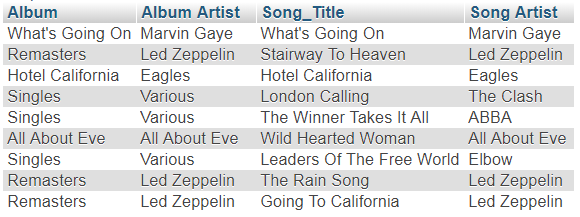 Album Album Artist Song_Title Song Artist
What's Going On Marvin Gaye What's Going On Marvin Gaye
Remasters Led Zeppelin Stairway To Heaven Led Zeppelin
Hotel California Eagles Hotel California Eagles
Singles Various London Calling The Clash
Singles Various The Winner Takes It All ABBA
All About Eve All About Eve Wild Hearted Woman All About Eve
Singles Various Leaders Of The Free World Elbow
Remasters Led Zeppelin The Rain Song Led Zeppelin
Remasters Led Zeppelin Going To California Led Zeppelin